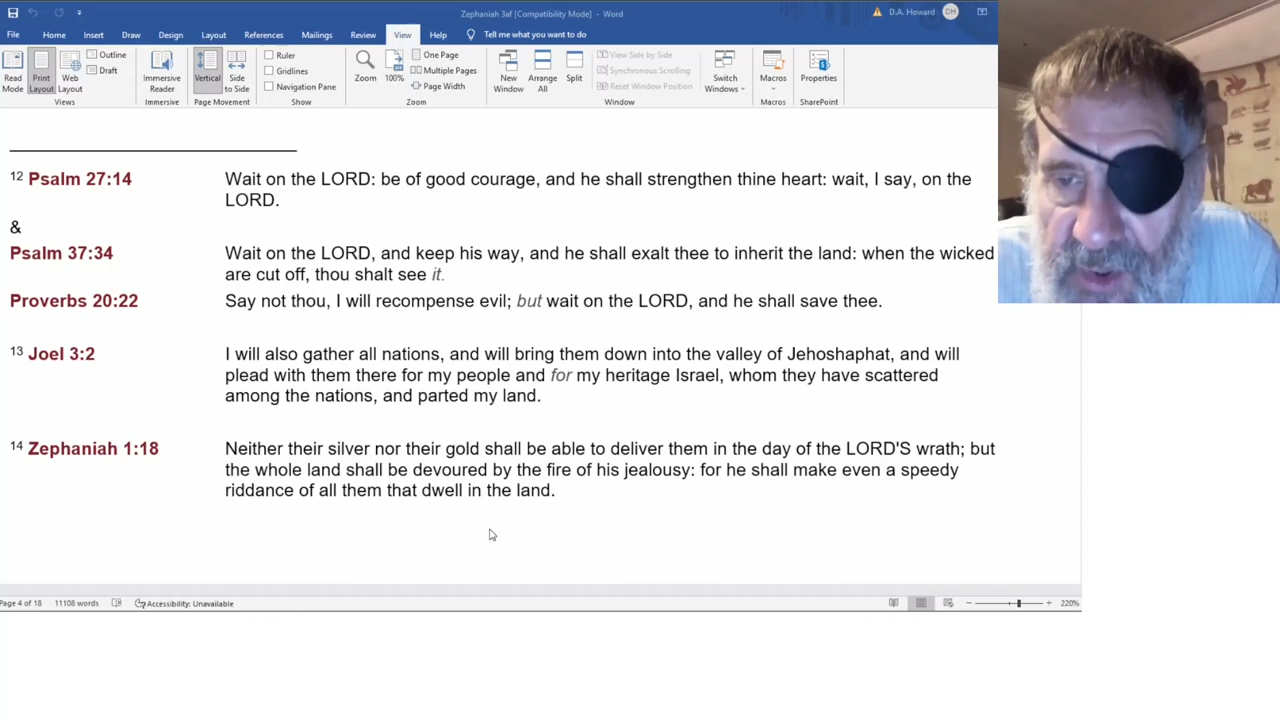 Zephaniah 3af [Compatibility Mode] - Word
D.A. Howard DH
File Home Insert Draw Design Layout References Mailings Review View Help Tell me what you want to do
Read Mode
Print Layout
Web Layout
Outline
Draft
Views
Immersive Reader
Immersive
Vertical
Side to Side
Page Movement
Ruler
Gridlines
Navigation Pane
Show
Zoom
100%
One Page
Multiple Pages
Page Width
Zoom
New Window
Arrange All
Split
View Side by Side
Synchronous Scrolling
Reset Window Position
Window
Switch Windows
Macros
Macros
Properties
SharePoint
12 Psalm 27:14 Wait on the LORD: be of good courage, and he shall strengthen thine heart: wait, I say, on the
LORD.
&
Psalm 37:34 Wait on the LORD, and keep his way, and he shall exalt thee to inherit the land: when the wicked
are cut off, thou shalt see it.
Proverbs 20:22 Say not thou, I will recompense evil; but wait on the LORD, and he shall save thee.
13 Joel 3:2 I will also gather all nations, and will bring them down into the valley of Jehoshaphat, and will
plead with them there for my people and for my heritage Israel, whom they have scattered
among the nations, and parted my land.
14 Zephaniah 1:18 Neither their silver nor their gold shall be able to deliver them in the day of the LORD'S wrath; but
the whole land shall be devoured by the fire of his jealousy: for he shall make even a speedy
riddance of all them that dwell in the land.
Page 4 of 18 11108 words Accessibility: Unavailable 220%